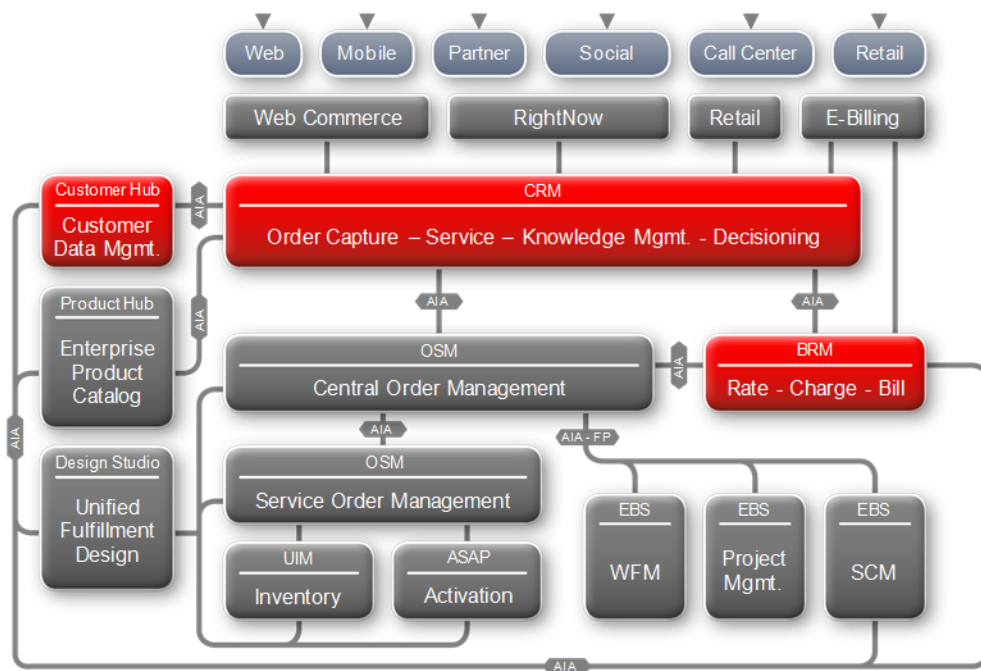 Web
Mobile
Partner
Social
Call Center
Retail
Web Commerce
RightNow
Retail
E-Billing
Customer Hub
Customer
Data Mgmt.
AIA
CRM
Order Capture – Service – Knowledge Mgmt. - Decisioning
Product Hub
Enterprise
Product
Catalog
AIA
AIA
AIA
OSM
Central Order Management
AIA
BRM
Rate - Charge - Bill
AIA
AIA
AIA - FP
Design Studio
Unified
Fulfillment
Design
OSM
Service Order Management
UIM
Inventory
ASAP
Activation
EBS
WFM
EBS
Project
Mgmt.
EBS
SCM
AIA